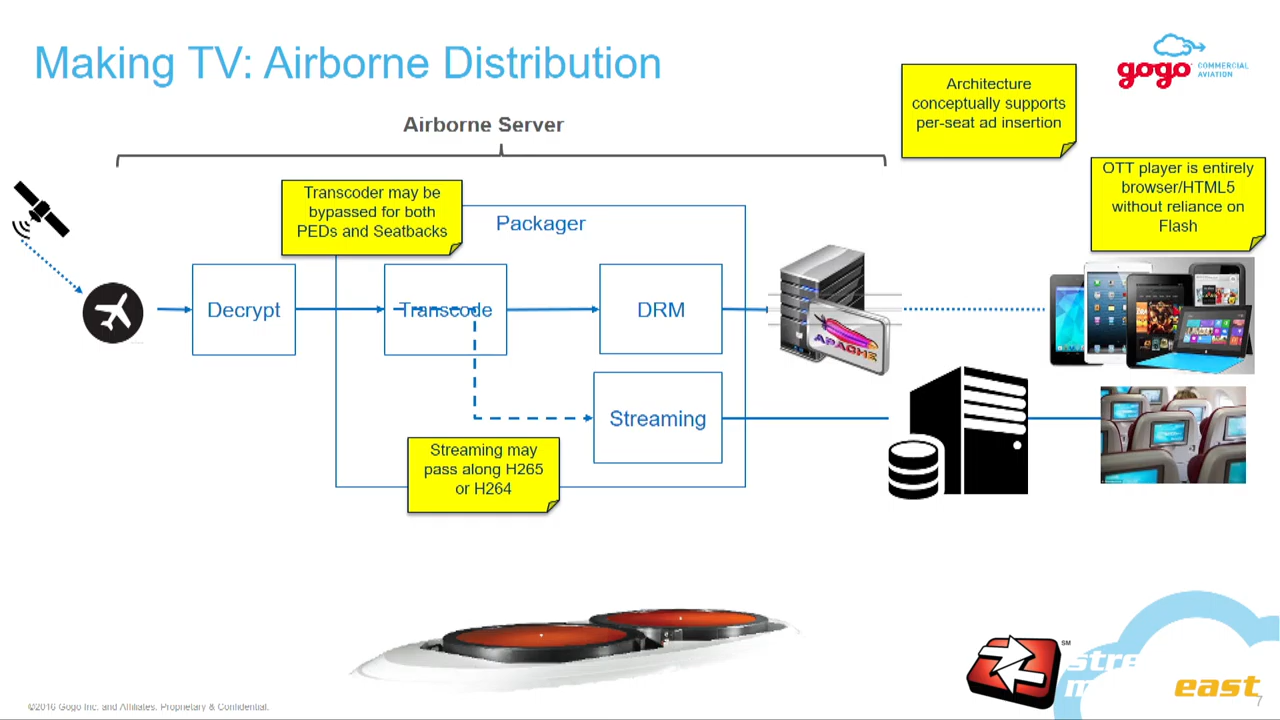 Making TV: Airborne Distribution
gogo
COMMERCIAL
AVIATION
Architecture
conceptually supports
per-seat ad insertion
Airborne Server
OTT player is entirely
browser/HTML5
without reliance on
Flash
Transcoder may be
bypassed for both
PEDs and Seatbacks
Packager
Decrypt
Transcode
DRM
APACHE
Streaming
Streaming may
pass along H265
or H264
SM
east
7
©2016 Gogo Inc. and Affiliates. Proprietary & Confidential.